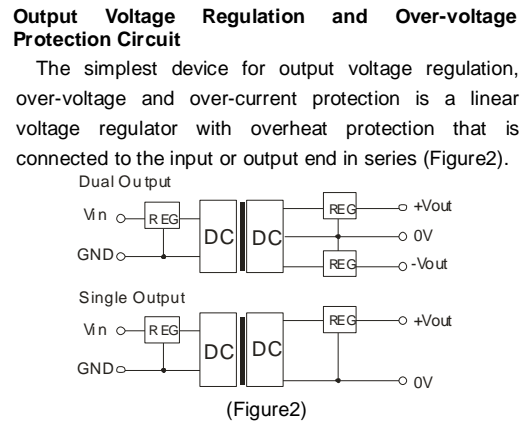 Output Voltage Regulation and Over-voltage
Protection Circuit
The simplest device for output voltage regulation,
over-voltage and over-current protection is a linear
voltage regulator with overheat protection that is
connected to the input or output end in series (Figure2).
Dual Output
Vin REG DC DC REG +Vout
0V
GND REG -Vout
Single Output
Vin REG DC DC REG +Vout
GND 0V
(Figure2)